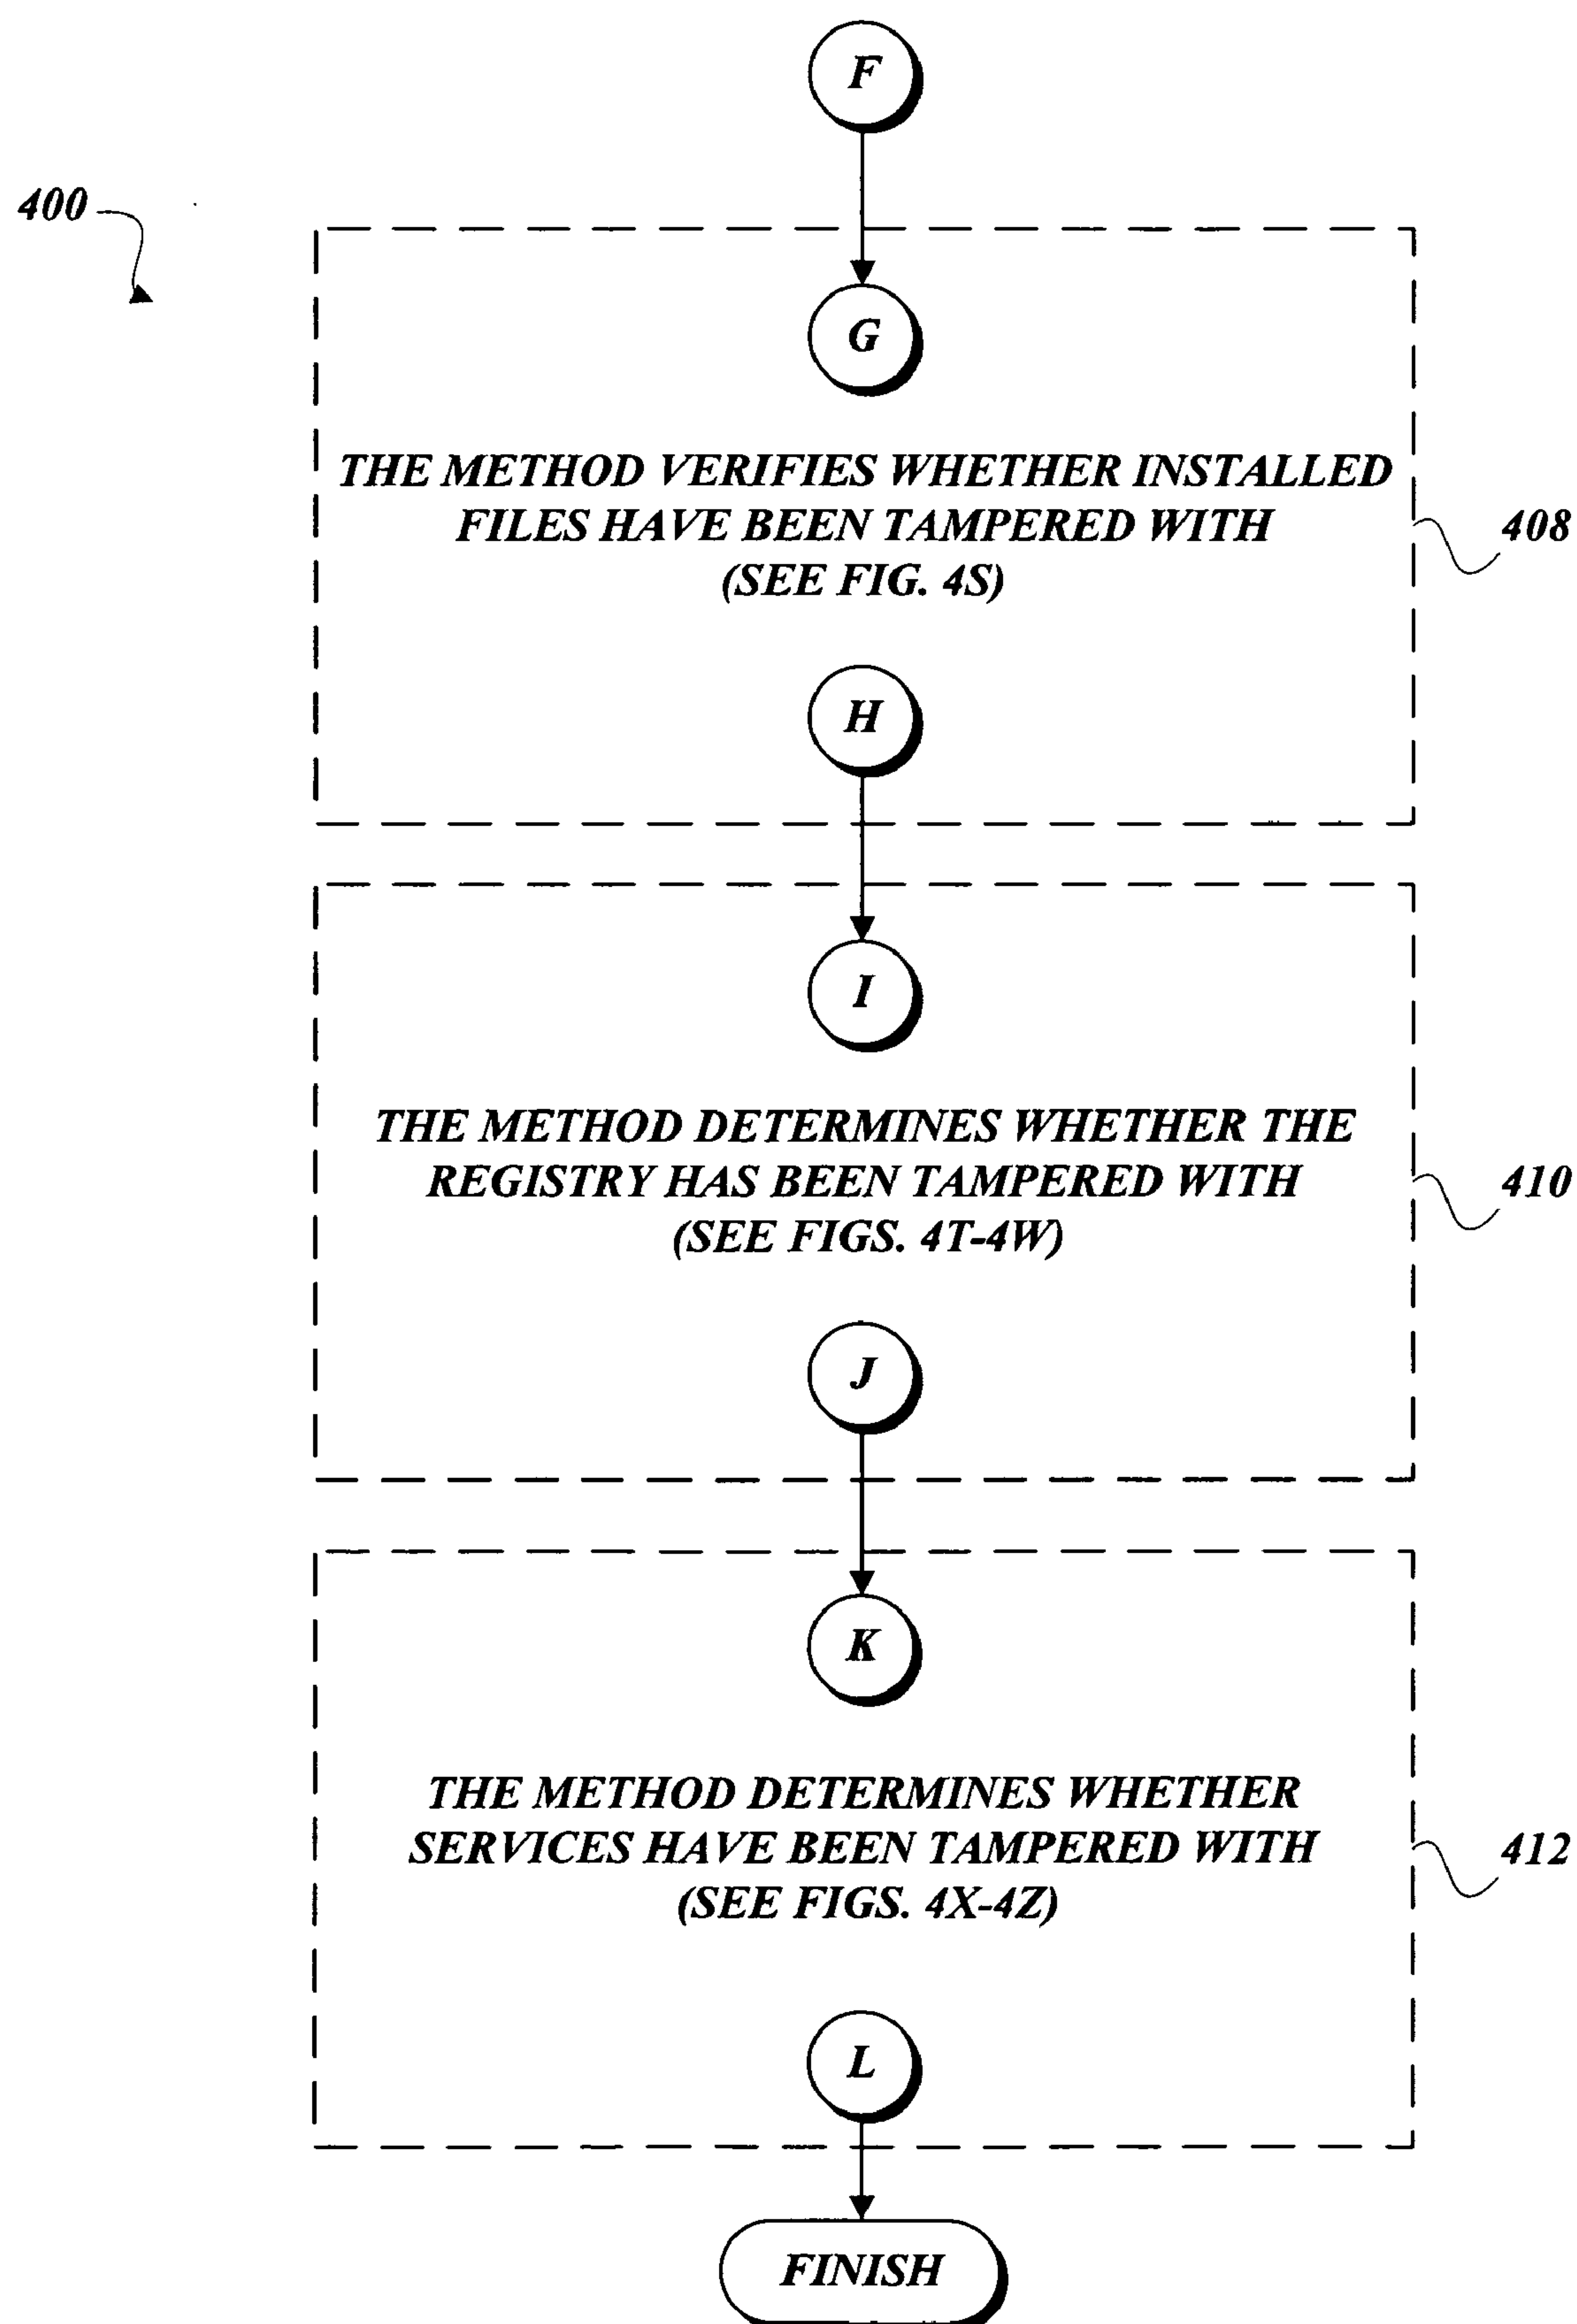 F
400
G
THE METHOD VERIFIES WHETHER INSTALLED
FILES HAVE BEEN TAMPERED WITH
(SEE FIG. 4S)
408
H
I
THE METHOD DETERMINES WHETHER THE
REGISTRY HAS BEEN TAMPERED WITH
(SEE FIGS. 4T-4W)
410
J
K
THE METHOD DETERMINES WHETHER
SERVICES HAVE BEEN TAMPERED WITH
(SEE FIGS. 4X-4Z)
412
L
FINISH